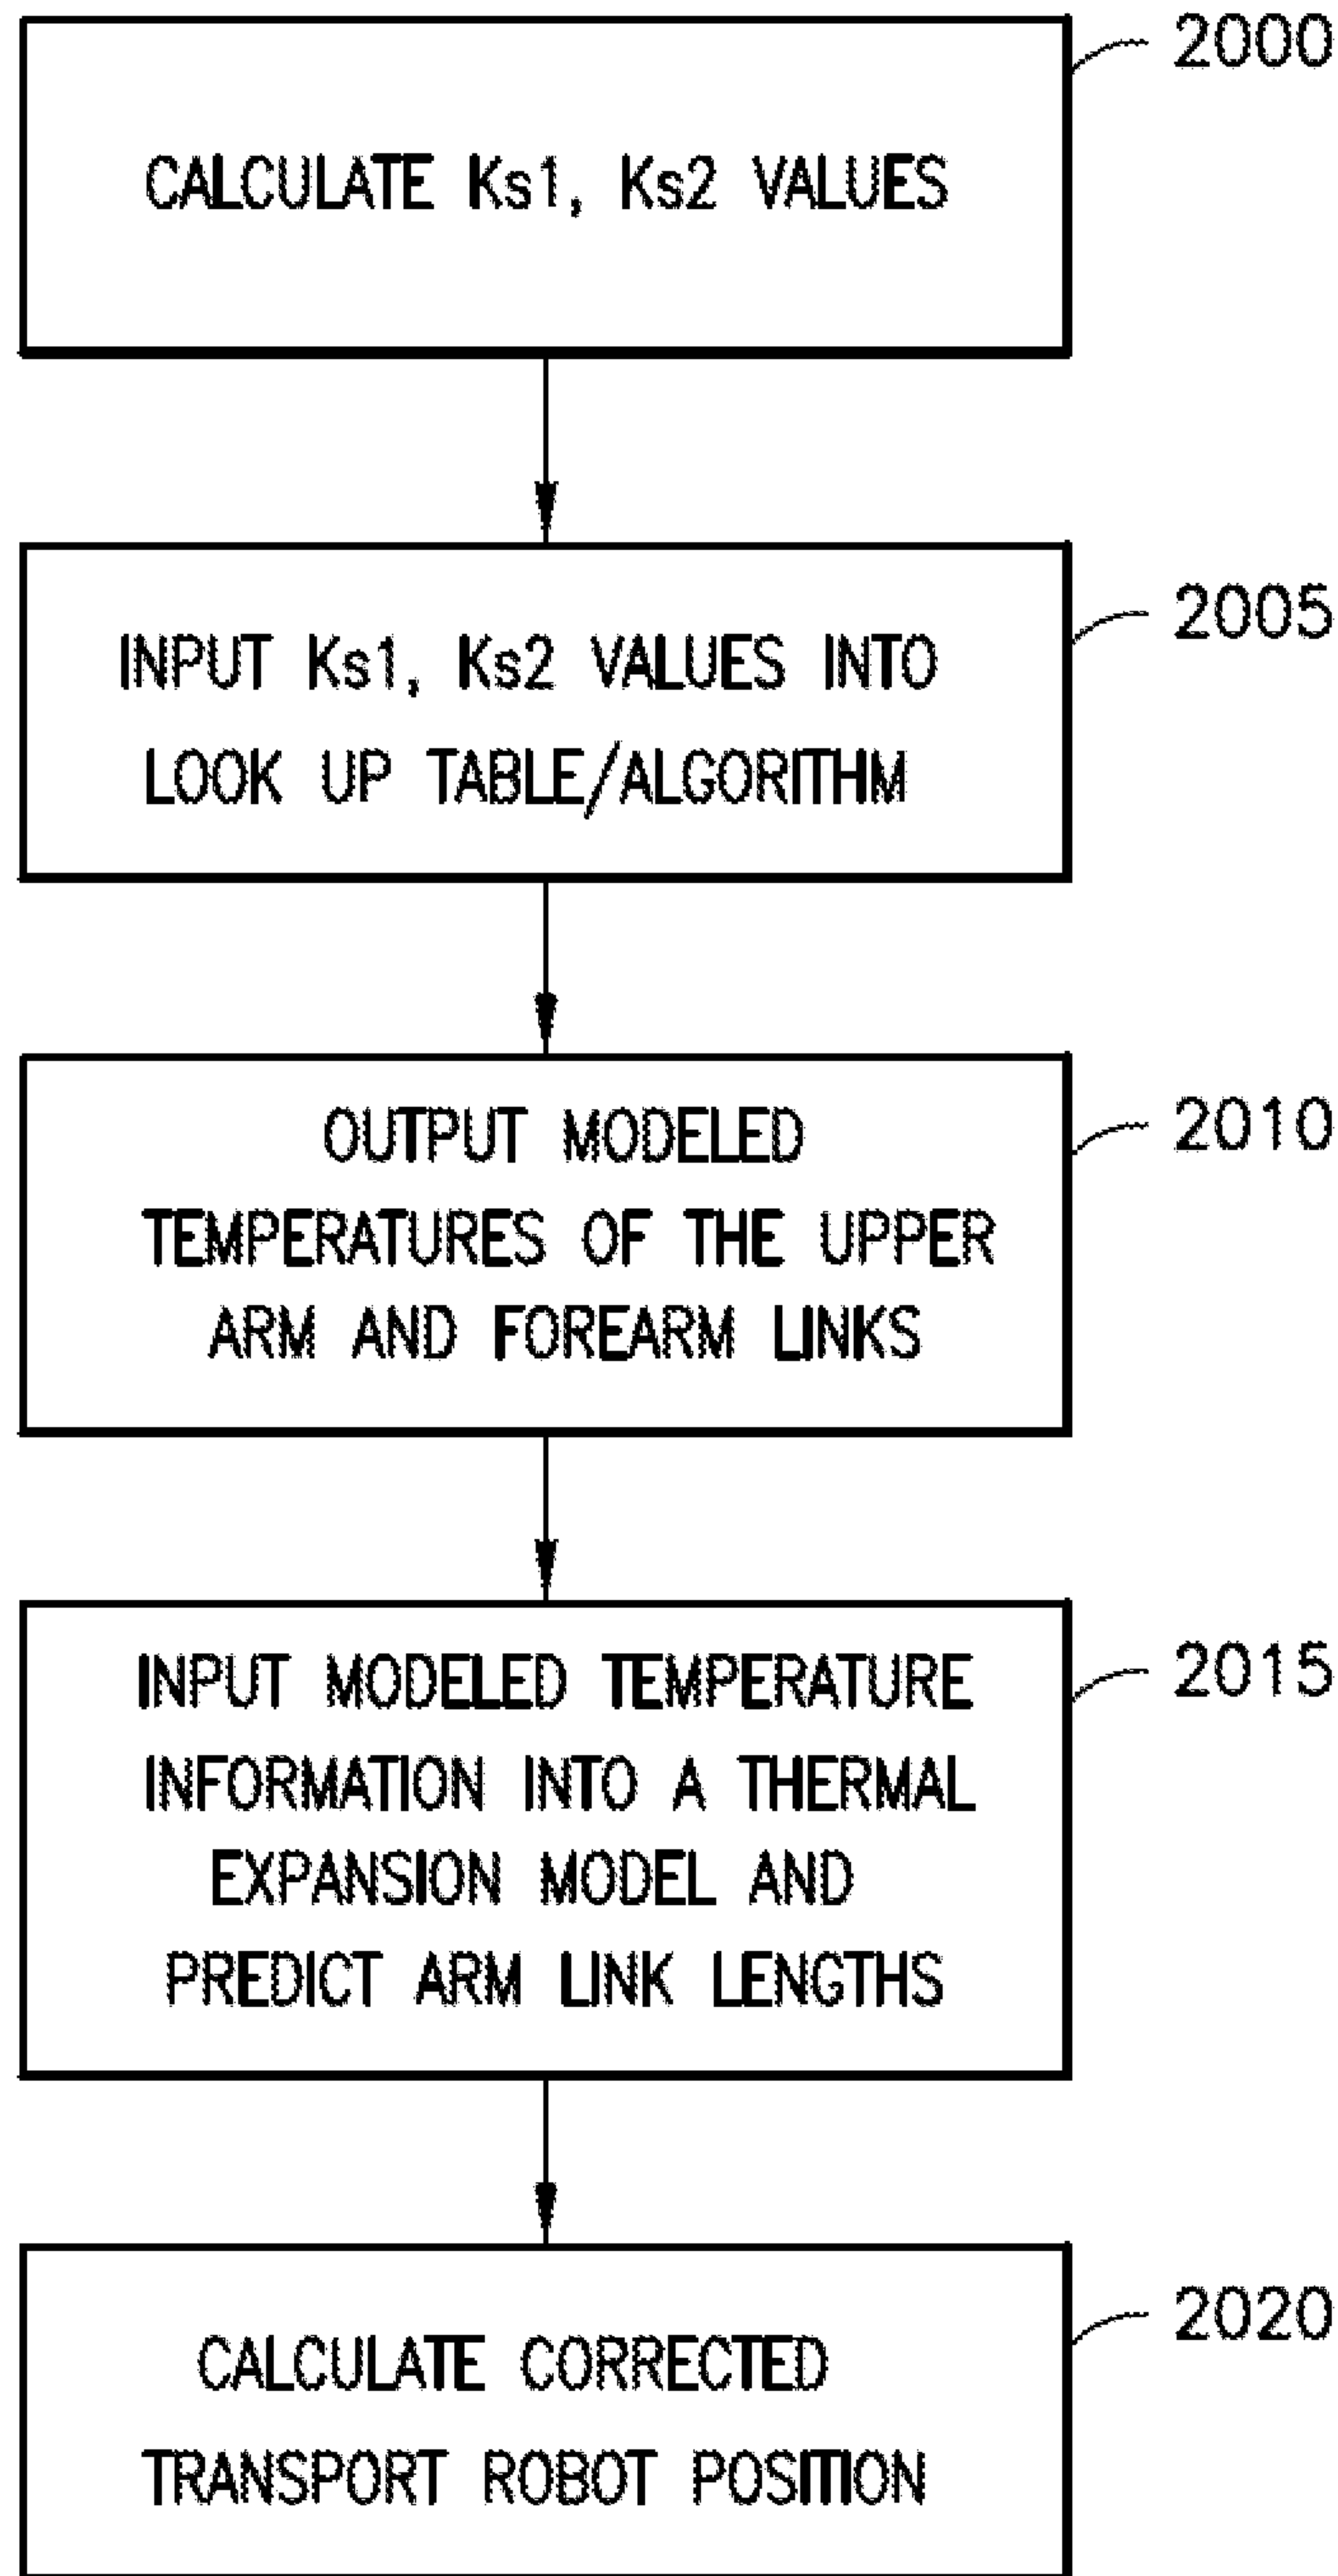 2000
CALCULATE Ks1, Ks2 VALUES
2005
INPUT Ks1, Ks2 VALUES INTO
LOOK UP TABLE/ALGORITHM
2010
OUTPUT MODELED
TEMPERATURES OF THE UPPER
ARM AND FOREARM LINKS
2015
INPUT MODELED TEMPERATURE
INFORMATION INTO A THERMAL
EXPANSION MODEL AND
PREDICT ARM LINK LENGTHS
2020
CALCULATE CORRECTED
TRANSPORT ROBOT POSITION